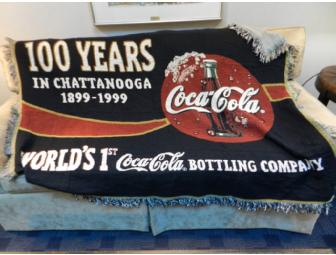 100 YEARS
IN CHATTANOOGA
1899-1999
Coca-Cola
WORLD'S 1ST Coca-Cola BOTTLING COMPANY